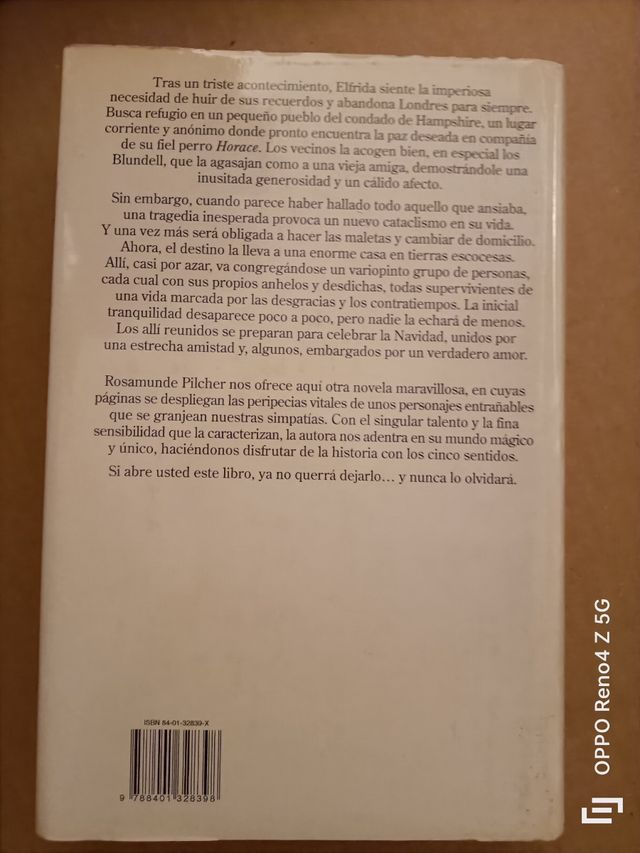 Tras un triste acontecimiento, Elfrida siente la imperiosa
necesidad de huir de sus recuerdos y abandona Londres para siempre.
Busca refugio en un pequeño pueblo del condado de Hampshire, un lugar
corriente y anónimo donde pronto encuentra la paz deseada en compañía
de su fiel perro Horace. Los vecinos la acogen bien, en especial los
Blundell, que la agasajan como a una vieja amiga, demostrándole una
inusitada generosidad y un cálido afecto.
Sin embargo, cuando parece haber hallado todo aquello que ansiaba,
una tragedia inesperada provoca un nuevo cataclismo en su vida.
Y una vez más será obligada a hacer las maletas y cambiar de domicilio.
Ahora, el destino la lleva a una enorme casa en tierras escocesas.
Allí, casi por azar, va congregándose un variopinto grupo de personas,
cada cual con sus propios anhelos y desdichas, todas supervivientes de
una vida marcada por las desgracias y los contratiempos. La inicial
tranquilidad desaparece poco a poco, pero nadie la echará de menos.
Los allí reunidos se preparan para celebrar la Navidad, unidos por
una estrecha amistad y, algunos, embargados por un verdadero amor.
Rosamunde Pilcher nos ofrece aquí otra novela maravillosa, en cuyas
páginas se despliegan las peripecias vitales de unos personajes entrañables
que se granjean nuestras simpatías. Con el singular talento y la fina
sensibilidad que la caracterizan, la autora nos adentra en su mundo mágico
y único, haciéndonos disfrutar de la historia con los cinco sentidos.
Si abre usted este libro, ya no querrá dejarlo... y nunca lo olvidará.
ISBN 84-01-32839-X
9 788401 328398
OPPO Reno4 Z 5G